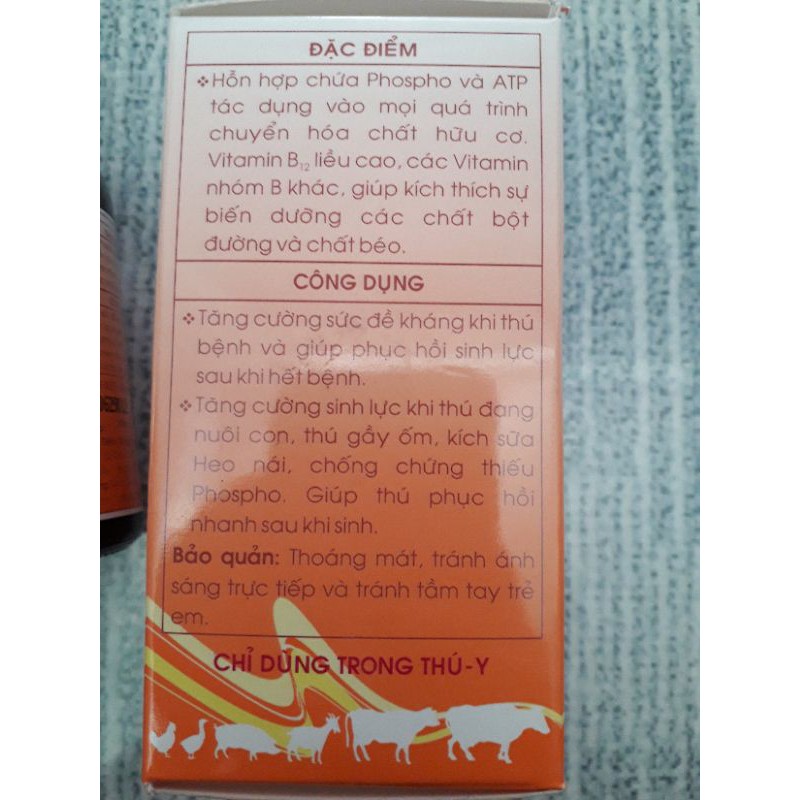 ĐẶC ĐIỂM
❖Hỗn hợp chứa Phospho và ATP
tác dụng vào mọi quá trình
chuyển hóa chất hữu cơ.
Vitamin B₁₂ liều cao, các Vitamin
nhóm B khác, giúp kích thích sự
biến dưỡng các chất bột
đường và chất béo.
CÔNG DỤNG
❖Tăng cường sức đề kháng khi thú
bệnh và giúp phục hồi sinh lực
sau khi hết bệnh.
❖Tăng cường sinh lực khi thú đang
nuôi con, thú gầy ốm, kích sữa
Heo nái, chống chứng thiếu
Phospho. Giúp thú phục hồi
nhanh sau khi sinh.
Bảo quản: Thoáng mát, tránh ánh
sáng trực tiếp và tránh tầm tay trẻ
em.
CHỈ DÙNG TRONG THÚ-Y